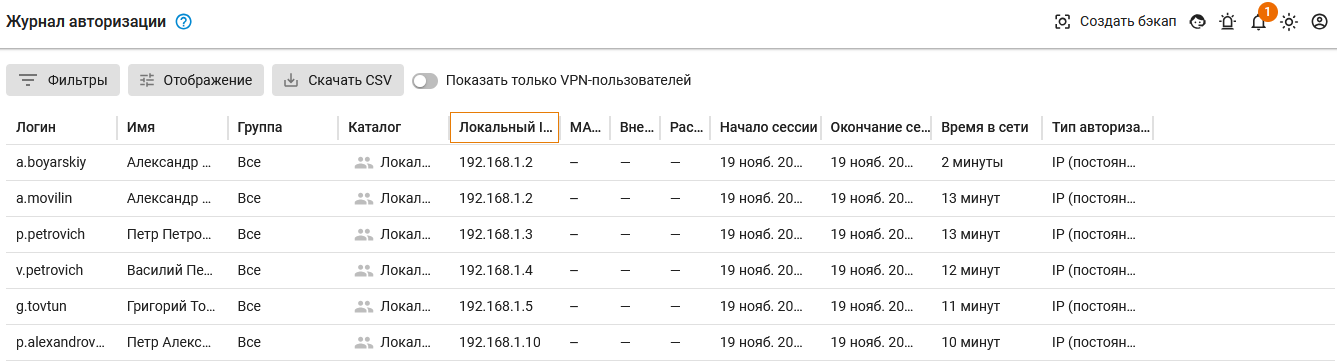 Журнал авторизации ?
Создать бэкап 1
Фильтры Отображение Скачать CSV Показать только VPN-пользователей
Логин Имя Группа Каталог Локальный I... MA... Вне... Рас... Начало сессии Окончание се... Время в сети Тип авториза...
a.boyarskiy Александр ... Все Локал... 192.168.1.2 – – – 19 нояб. 20... 19 нояб. 20... 2 минуты IP (постоян...
a.movilin Александр ... Все Локал... 192.168.1.2 – – – 19 нояб. 20... 19 нояб. 20... 13 минут IP (постоян...
p.petrovich Петр Петро... Все Локал... 192.168.1.3 – – – 19 нояб. 20... 19 нояб. 20... 13 минут IP (постоян...
v.petrovich Василий Пе... Все Локал... 192.168.1.4 – – – 19 нояб. 20... 19 нояб. 20... 12 минут IP (постоян...
g.tovtun Григорий То... Все Локал... 192.168.1.5 – – – 19 нояб. 20... 19 нояб. 20... 11 минут IP (постоян...
p.alexandrov... Петр Алекс... Все Локал... 192.168.1.10 – – – 19 нояб. 20... 19 нояб. 20... 10 минут IP (постоян...